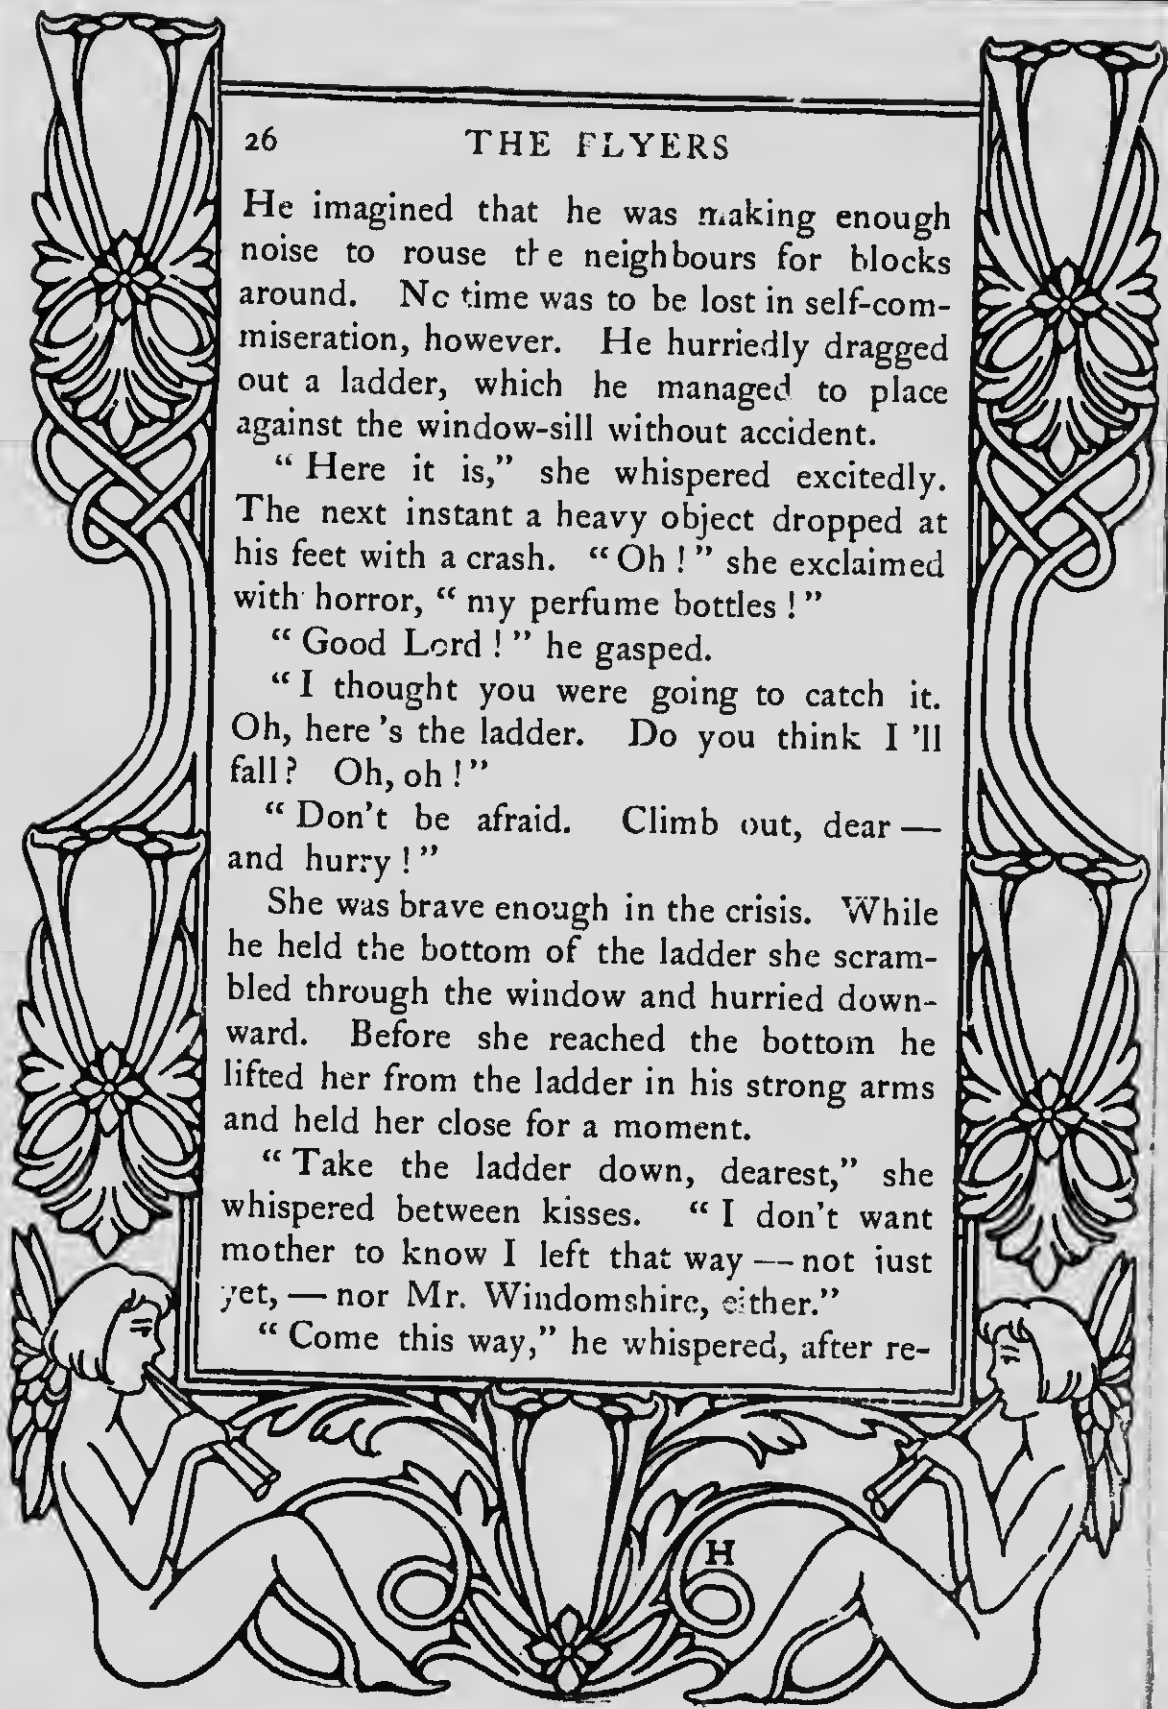 26 THE FLYERS
He imagined that he was making enough
noise to rouse the neighbours for blocks
around. No time was to be lost in self-com-
miseration, however. He hurriedly dragged
out a ladder, which he managed to place
against the window-sill without accident.
“Here it is,” she whispered excitedly.
The next instant a heavy object dropped at
his feet with a crash. “Oh!” she exclaimed
with horror, “my perfume bottles!”
“Good Lord!” he gasped.
“I thought you were going to catch it.
Oh, here's the ladder. Do you think I'll
fall? Oh, oh!”
“Don't be afraid. Climb out, dear —
and hurry!”
She was brave enough in the crisis. While
he held the bottom of the ladder she scram-
bled through the window and hurried down-
ward. Before she reached the bottom he
lifted her from the ladder in his strong arms
and held her close for a moment.
“Take the ladder down, dearest,” she
whispered between kisses. “I don't want
mother to know I left that way — not just
yet, — nor Mr. Windomshire, either.”
“Come this way,” he whispered, after re-
H